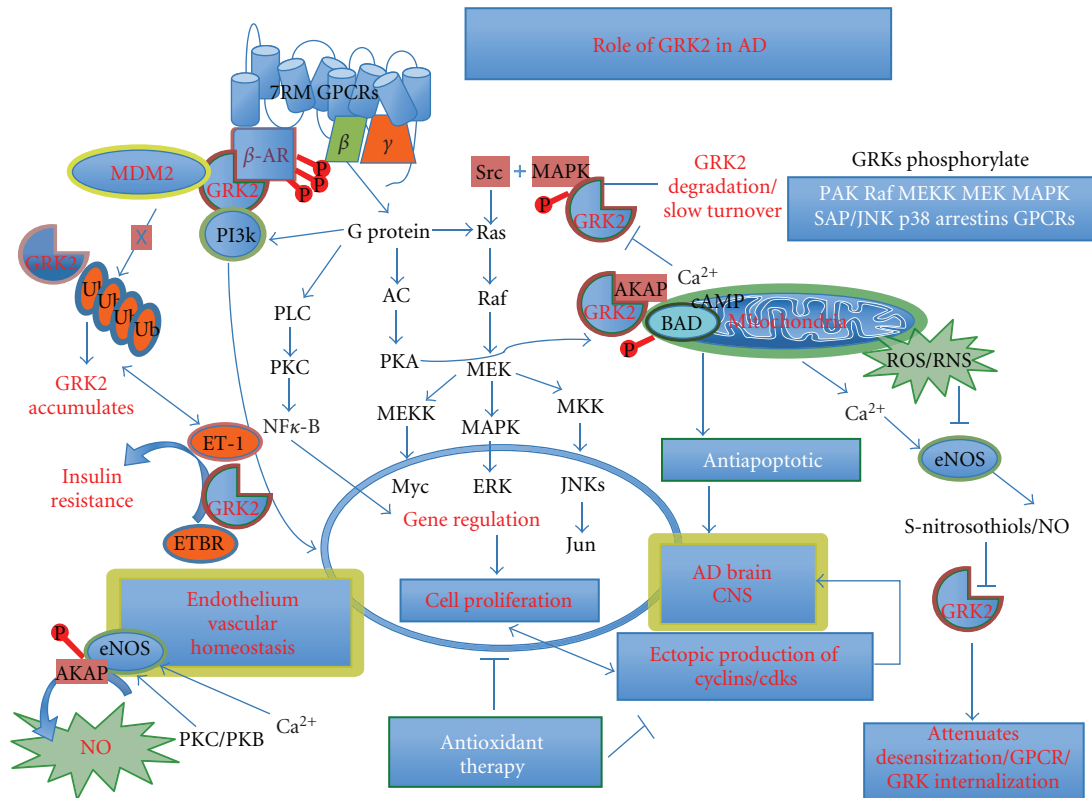 Role of GRK2 in AD
7RM GPCRs
β-AR
β
γ
P
P
P
MDM2
GRK2
PI3k
X
GRK2
Ub
Ub
Ub
Ub
GRK2
accumulates
G protein
PLC
PKC
NFκ-B
AC
PKA
Src + MAPK
P
GRK2
Ras
Raf
MEK
MEKK
MAPK
MKK
Myc
ERK
JNKs
Jun
Gene regulation
Cell proliferation
GRK2
degradation/
slow turnover
GRKs phosphorylate
PAK Raf MEKK MEK MAPK
SAP/JNK p38 arrestins GPCRs
Ca²⁺
cAMP
AKAP
GRK2
BAD
P
Mitochondria
ROS/RNS
Ca²⁺
eNOS
S-nitrosothiols/NO
GRK2
Attenuates
desensitization/GPCR/
GRK internalization
Antiapoptotic
AD brain
CNS
Ectopic production of
cyclins/cdks
Antioxidant
therapy
ET-1
GRK2
ETBR
Insulin
resistance
Endothelium
vascular
homeostasis
P
eNOS
AKAP
NO
PKC/PKB
Ca²⁺